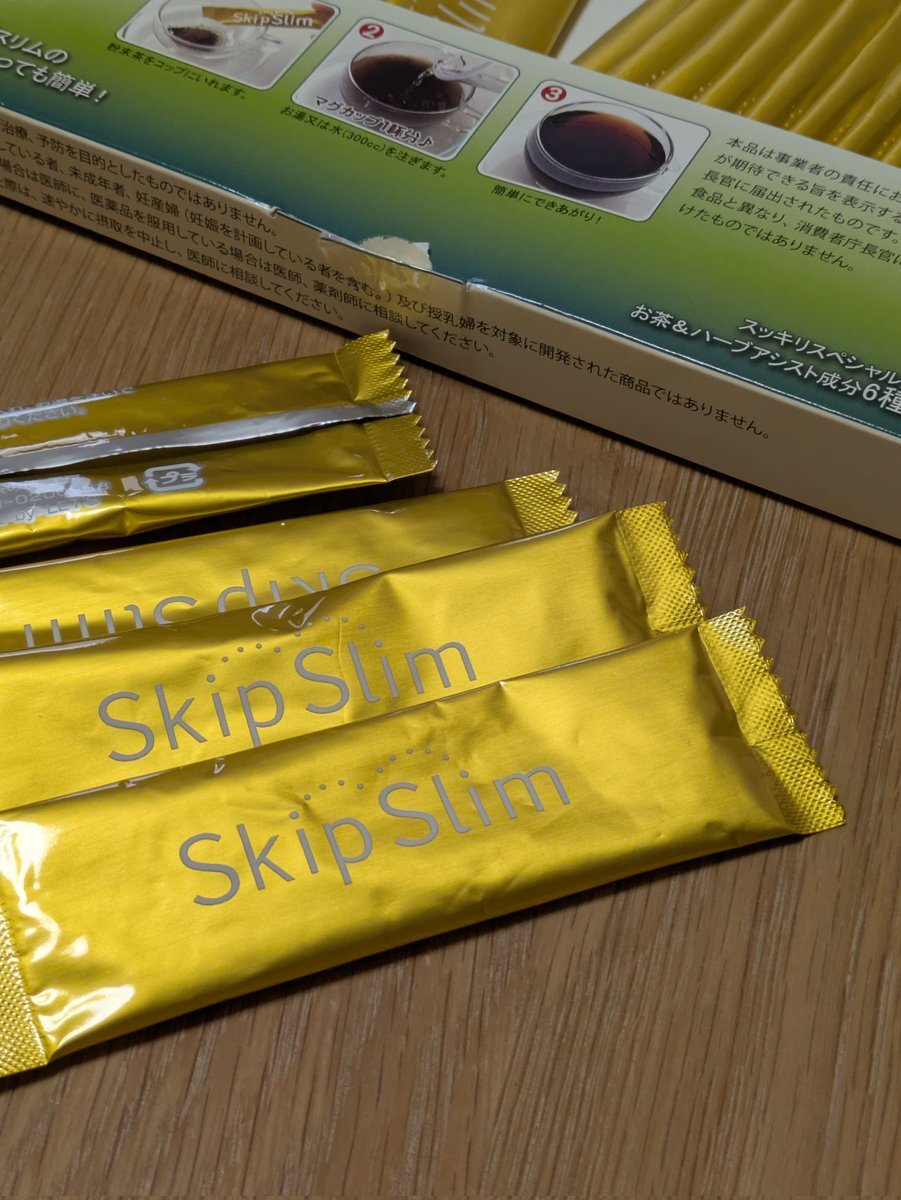 SkipSlim
スリムの
っても簡単！
粉末茶をコップにいれます。
2
マグカップ1杯分♪
お湯又は水(300cc)を注ぎます。
3
簡単にできあがり！
本品は事業者の責任にお
が期待できる旨を表示する
長官に届出されたものです。
食品と異なり、消費者庁長官に
けたものではありません。
スッキリスペシャル
お茶＆ハーブアシスト成分6種
治療、予防を目的としたものではありません。
している者、未成年者、妊産婦（妊娠を計画している者を含む。）及び授乳婦を対象に開発された商品ではありません。
場合は医師に、医薬品を服用している場合は医師、薬剤師に相談してください。
際は、速やかに摂取を中止し、医師に相談してください。
プラ
Skip Slim
SkipSlim
SkipSlim